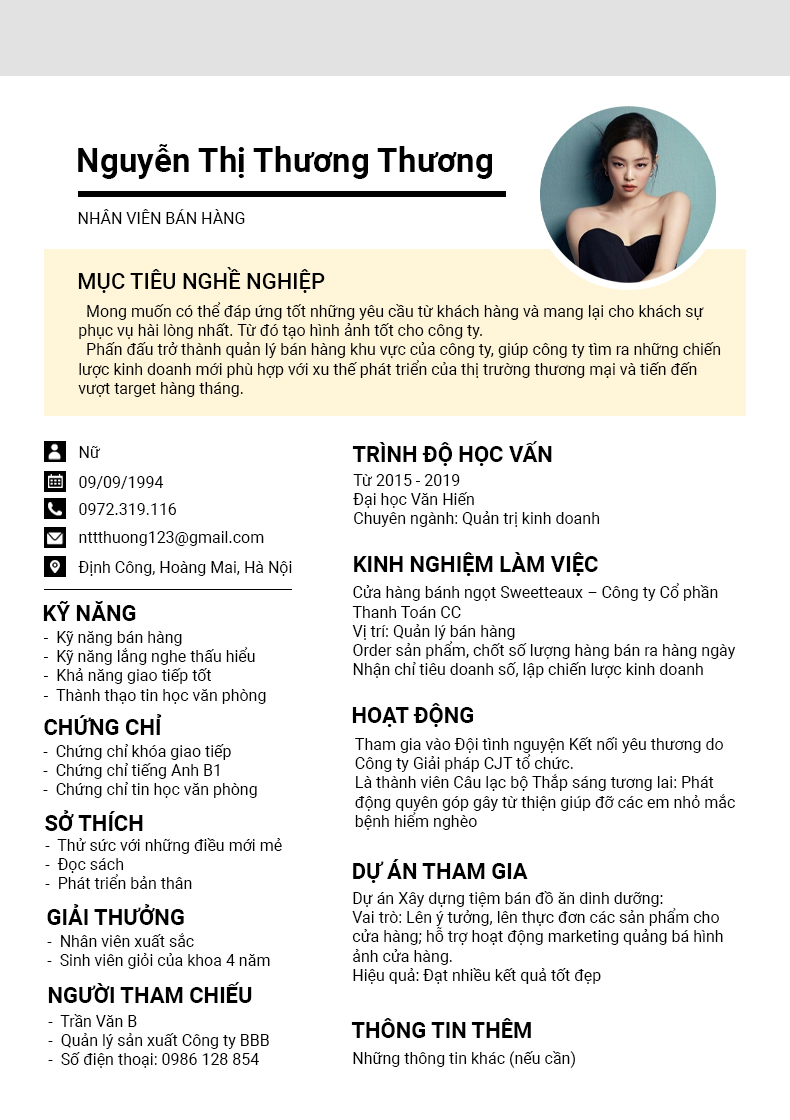 Nguyễn Thị Thương Thương
NHÂN VIÊN BÁN HÀNG
MỤC TIÊU NGHỀ NGHIỆP
Mong muốn có thể đáp ứng tốt những yêu cầu từ khách hàng và mang lại cho khách sự
phục vụ hài lòng nhất. Từ đó tạo hình ảnh tốt cho công ty.
Phấn đấu trở thành quản lý bán hàng khu vực của công ty, giúp công ty tìm ra những chiến
lược kinh doanh mới phù hợp với xu thế phát triển của thị trường thương mại và tiến đến
vượt target hàng tháng.
Nữ
09/09/1994
0972.319.116
nttthuong123@gmail.com
Định Công, Hoàng Mai, Hà Nội
KỸ NĂNG
- Kỹ năng bán hàng
- Kỹ năng lắng nghe thấu hiểu
- Khả năng giao tiếp tốt
- Thành thạo tin học văn phòng
CHỨNG CHỈ
- Chứng chỉ khóa giao tiếp
- Chứng chỉ tiếng Anh B1
- Chứng chỉ tin học văn phòng
SỞ THÍCH
- Thử sức với những điều mới mẻ
- Đọc sách
- Phát triển bản thân
GIẢI THƯỞNG
- Nhân viên xuất sắc
- Sinh viên giỏi của khoa 4 năm
NGƯỜI THAM CHIẾU
- Trần Văn B
- Quản lý sản xuất Công ty BBB
- Số điện thoại: 0986 128 854
TRÌNH ĐỘ HỌC VẤN
Từ 2015 - 2019
Đại học Văn Hiến
Chuyên ngành: Quản trị kinh doanh
KINH NGHIỆM LÀM VIỆC
Cửa hàng bánh ngọt Sweetteaux – Công ty Cổ phần
Thanh Toán CC
Vị trí: Quản lý bán hàng
Order sản phẩm, chốt số lượng hàng bán ra hàng ngày
Nhận chỉ tiêu doanh số, lập chiến lược kinh doanh
HOẠT ĐỘNG
Tham gia vào Đội tình nguyện Kết nối yêu thương do
Công ty Giải pháp CJT tổ chức.
Là thành viên Câu lạc bộ Thắp sáng tương lai: Phát
động quyên góp gây từ thiện giúp đỡ các em nhỏ mắc
bệnh hiểm nghèo
DỰ ÁN THAM GIA
Dự án Xây dựng tiệm bán đồ ăn dinh dưỡng:
Vai trò: Lên ý tưởng, lên thực đơn các sản phẩm cho
cửa hàng; hỗ trợ hoạt động marketing quảng bá hình
ảnh cửa hàng.
Hiệu quả: Đạt nhiều kết quả tốt đẹp
THÔNG TIN THÊM
Những thông tin khác (nếu cần)